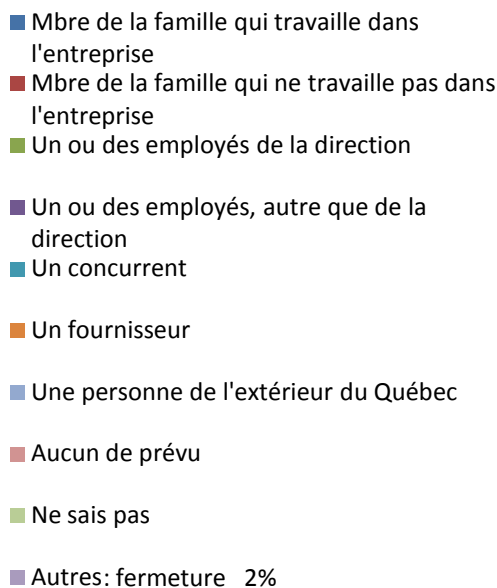 Mbre de la famille qui travaille dans
l'entreprise
Mbre de la famille qui ne travaille pas dans
l'entreprise
Un ou des employés de la direction
Un ou des employés, autre que de la
direction
Un concurrent
Un fournisseur
Une personne de l'extérieur du Québec
Aucun de prévu
Ne sais pas
Autres: fermeture 2%